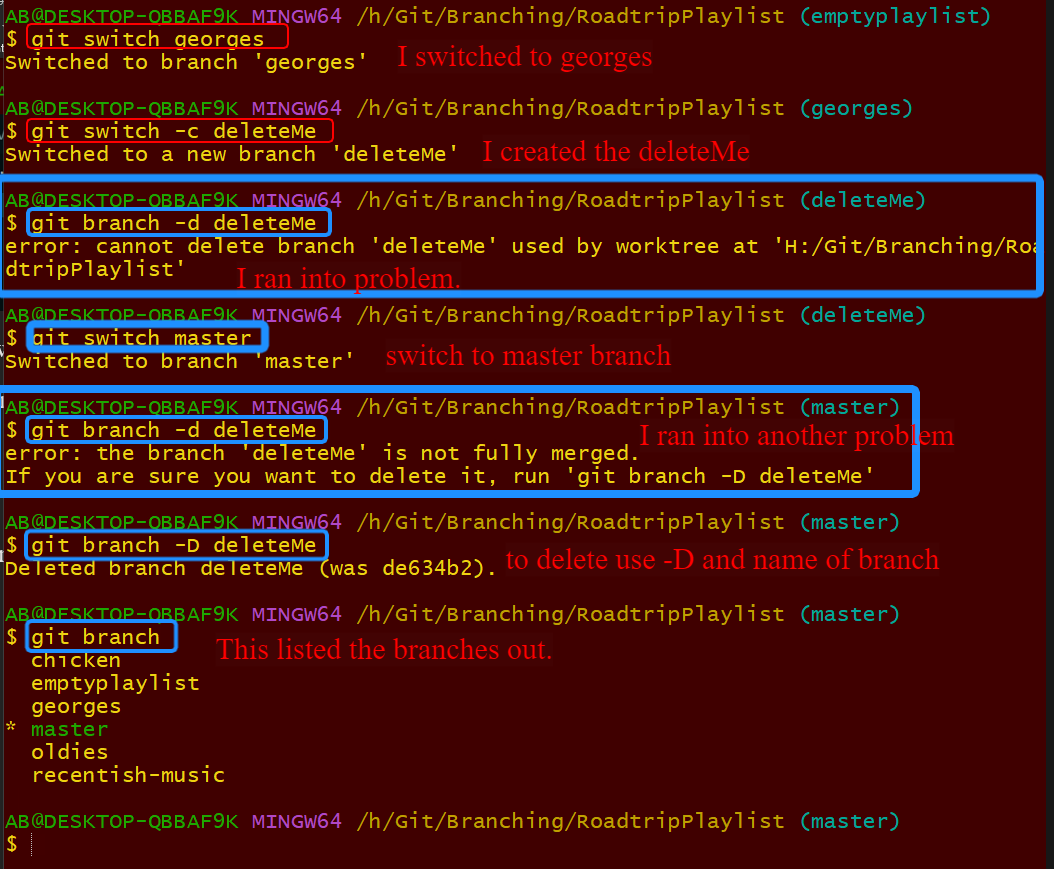 AB@DESKTOP-QBBAF9K MINGW64 /h/Git/Branching/RoadtripPlaylist (emptyplaylist)
$ git switch georges
Switched to branch 'georges' I switched to georges
AB@DESKTOP-QBBAF9K MINGW64 /h/Git/Branching/RoadtripPlaylist (georges)
$ git switch -c deleteMe
Switched to a new branch 'deleteMe' I created the deleteMe
AB@DESKTOP-QBBAF9K MINGW64 /h/Git/Branching/RoadtripPlaylist (deleteMe)
$ git branch -d deleteMe
error: cannot delete branch 'deleteMe' used by worktree at 'H:/Git/Branching/Roa
dtripPlaylist' I ran into problem.
AB@DESKTOP-QBBAF9K MINGW64 /h/Git/Branching/RoadtripPlaylist (deleteMe)
$ git switch master
Switched to branch 'master' switch to master branch
AB@DESKTOP-QBBAF9K MINGW64 /h/Git/Branching/RoadtripPlaylist (master)
$ git branch -d deleteMe I ran into another problem
error: the branch 'deleteMe' is not fully merged.
If you are sure you want to delete it, run 'git branch -D deleteMe'
AB@DESKTOP-QBBAF9K MINGW64 /h/Git/Branching/RoadtripPlaylist (master)
$ git branch -D deleteMe
Deleted branch deleteMe (was de634b2). to delete use -D and name of branch
AB@DESKTOP-QBBAF9K MINGW64 /h/Git/Branching/RoadtripPlaylist (master)
$ git branch This listed the branches out.
chicken
emptyplaylist
georges
* master
oldies
recentish-music
AB@DESKTOP-QBBAF9K MINGW64 /h/Git/Branching/RoadtripPlaylist (master)
$